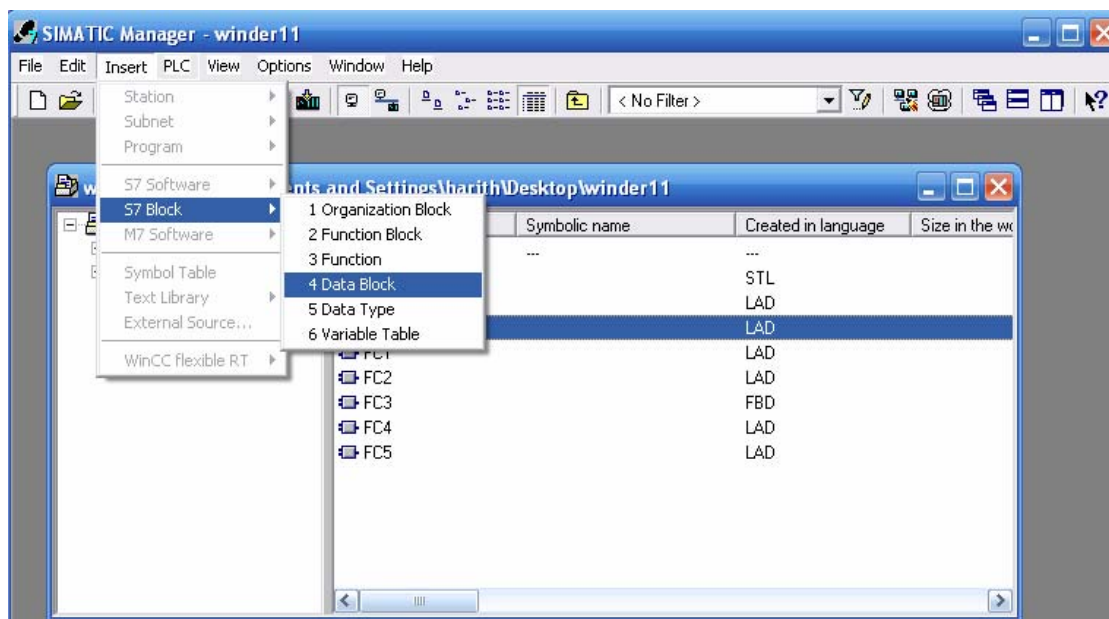 SIMATIC Manager - winder11
File Edit Insert PLC View Options Window Help
< No Filter >
Station
Subnet
Program
S7 Software
S7 Block
M7 Software
Symbol Table
Text Library
External Source...
WinCC flexible RT
1 Organization Block
2 Function Block
3 Function
4 Data Block
5 Data Type
6 Variable Table
and Settings\harith\Desktop\winder11
Symbolic name Created in language Size in the
--- ---
STL
LAD
LAD
FC1 LAD
FC2 LAD
FC3 FBD
FC4 LAD
FC5 LAD